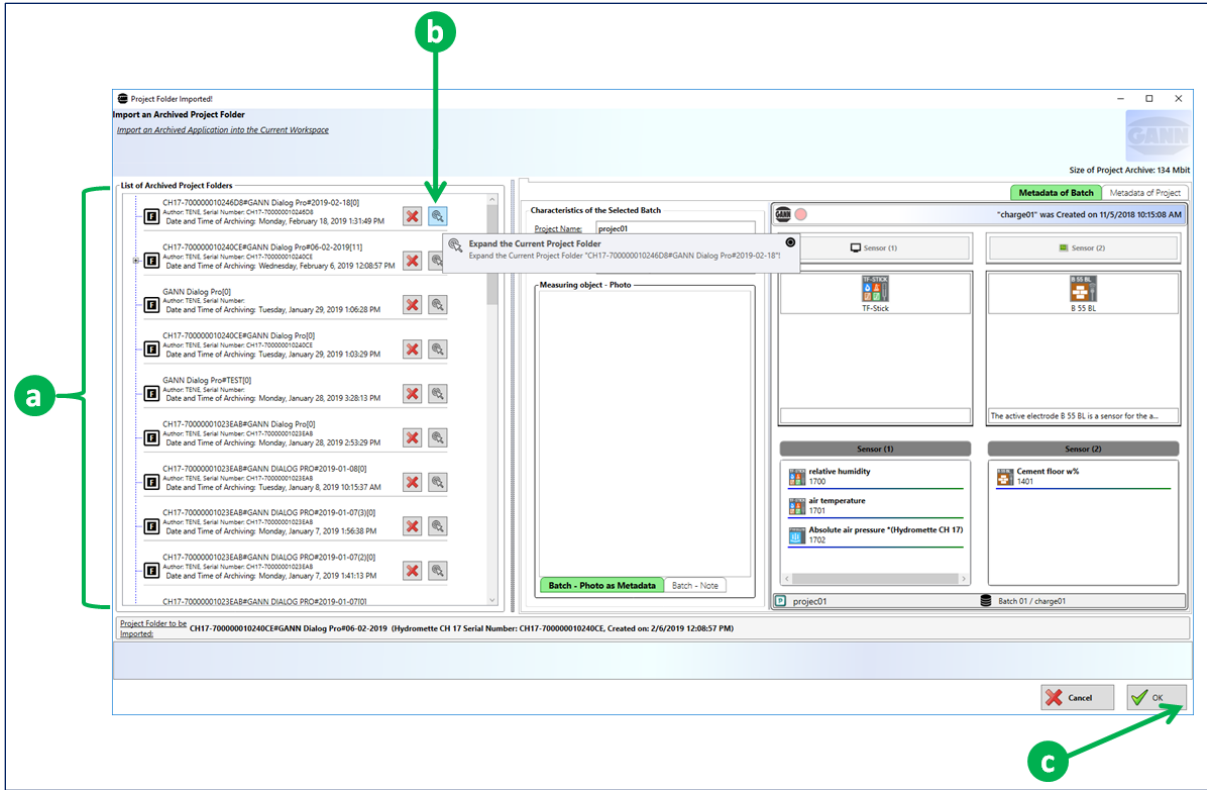 b
Project Folder Imported!
Import an Archived Project Folder
Import an Archived Application into the Current Workspace
GANN
Size of Project Archive: 134 Mbit
a
List of Archived Project Folders
CH17-700000010246D8#GANN Dialog Pro#2019-02-18[0]
Author: TENE, Serial Number: CH17-700000010246D8
Date and Time of Archiving: Monday, February 18, 2019 1:31:49 PM
CH17-700000010240CE#GANN Dialog Pro#06-02-2019[11]
Author: TENE, Serial Number: CH17-700000010240CE
Date and Time of Archiving: Wednesday, February 6, 2019 12:08:57 PM
GANN Dialog Pro[0]
Author: TENE, Serial Number:
Date and Time of Archiving: Tuesday, January 29, 2019 1:06:28 PM
CH17-700000010240CE#GANN Dialog Pro[0]
Author: TENE, Serial Number: CH17-700000010240CE
Date and Time of Archiving: Tuesday, January 29, 2019 1:03:29 PM
GANN Dialog Pro#TEST[0]
Author: TENE, Serial Number:
Date and Time of Archiving: Monday, January 28, 2019 3:28:13 PM
CH17-70000001023EAB#GANN Dialog Pro[0]
Author: TENE, Serial Number: CH17-70000001023EAB
Date and Time of Archiving: Monday, January 28, 2019 2:53:29 PM
CH17-70000001023EAB#GANN DIALOG PRO#2019-01-08[0]
Author: TENE, Serial Number: CH17-70000001023EAB
Date and Time of Archiving: Tuesday, January 8, 2019 10:15:37 AM
CH17-70000001023EAB#GANN DIALOG PRO#2019-01-07(3)[0]
Author: TENE, Serial Number: CH17-70000001023EAB
Date and Time of Archiving: Monday, January 7, 2019 1:56:38 PM
CH17-70000001023EAB#GANN DIALOG PRO#2019-01-07(2)[0]
Author: TENE, Serial Number: CH17-70000001023EAB
Date and Time of Archiving: Monday, January 7, 2019 1:41:13 PM
CH17-70000001023EAB#GANN DIALOG PRO#2019-01-07[0]
Characteristics of the Selected Batch
Project Name: projec01
Expand the Current Project Folder
Expand the Current Project Folder "CH17-700000010246D8#GANN Dialog Pro#2019-02-18"!
Measuring object - Photo
Batch - Photo as Metadata
Batch - Note
Metadata of Batch
Metadata of Project
"charge01" was Created on 11/5/2018 10:15:08 AM
Sensor (1)
Sensor (2)
TF-STICK
TF-Stick
B 55 BL
B 55 BL
The active electrode B 55 BL is a sensor for the a...
Sensor (1)
Sensor (2)
relative humidity
1700
air temperature
1701
Absolute air pressure *(Hydromette CH 17)
1702
Cement floor w%
1401
P projec01
Batch 01 / charge01
Project Folder to be Imported:
CH17-700000010240CE#GANN Dialog Pro#06-02-2019 (Hydromette CH 17 Serial Number: CH17-700000010240CE, Created on: 2/6/2019 12:08:57 PM)
Cancel
OK
c